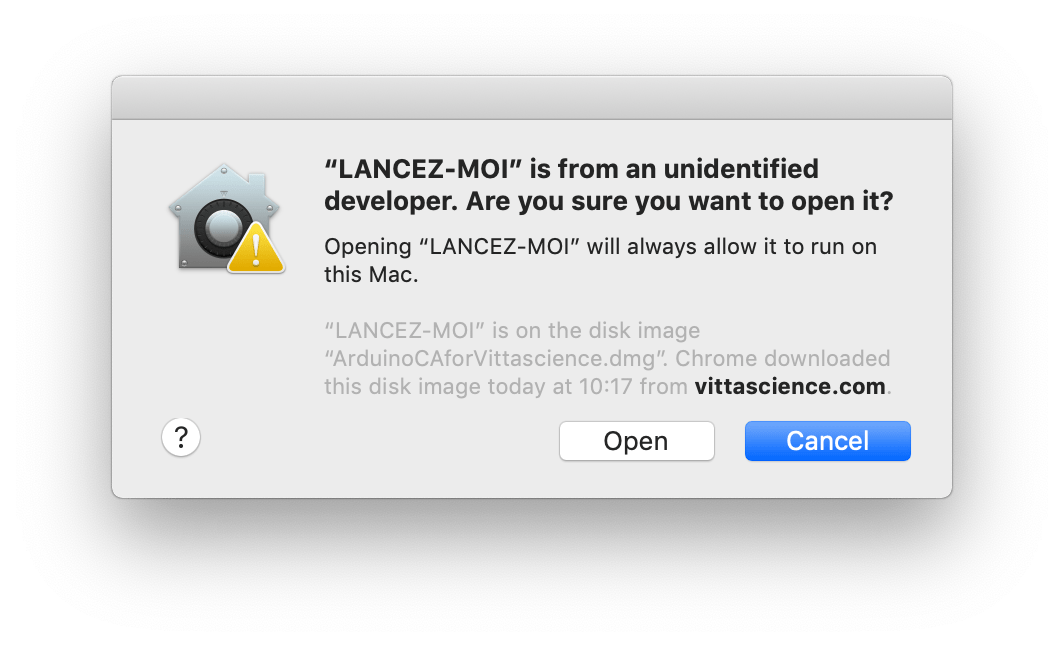 “LANCEZ-MOI” is from an unidentified
developer. Are you sure you want to open it?
Opening “LANCEZ-MOI” will always allow it to run on
this Mac.
“LANCEZ-MOI” is on the disk image
“ArduinoCAforVittascience.dmg”. Chrome downloaded
this disk image today at 10:17 from vittascience.com.
?
Open
Cancel